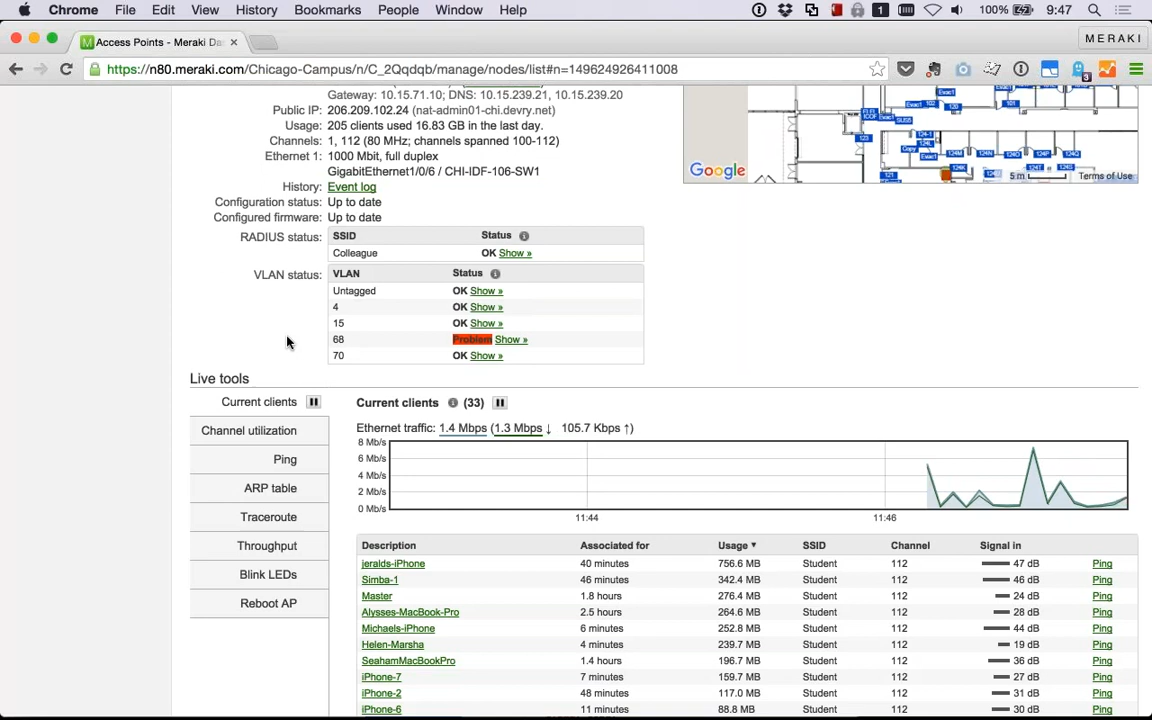 Chrome File Edit View History Bookmarks People Window Help 1 100% 9:47
Access Points - Meraki Da MERAKI
https://n80.meraki.com/Chicago-Campus/n/C_2Qqdqb/manage/nodes/list#n=149624926411008
3
Gateway: 10.15.71.10; DNS: 10.15.239.21, 10.15.239.20
Public IP: 206.209.102.24 (nat-admin01-chi.devry.net)
Usage: 205 clients used 16.83 GB in the last day.
Channels: 1, 112 (80 MHz; channels spanned 100-112)
Ethernet 1: 1000 Mbit, full duplex
GigabitEthernet1/0/6 / CHI-IDF-106-SW1
History: Event log
Configuration status: Up to date
Configured firmware: Up to date
Google 5 m Terms of Use
RADIUS status: SSID Status
Colleague OK Show »
VLAN status: VLAN Status
Untagged OK Show »
4 OK Show »
15 OK Show »
68 Problem Show »
70 OK Show »
Live tools
Current clients
Channel utilization
Ping
ARP table
Traceroute
Throughput
Blink LEDs
Reboot AP
Current clients (33)
Ethernet traffic: 1.4 Mbps (1.3 Mbps ↓ 105.7 Kbps ↑)
8 Mb/s
6 Mb/s
4 Mb/s
2 Mb/s
0 Mb/s
11:44 11:46
Description Associated for Usage ▼ SSID Channel Signal in
jeralds-iPhone 40 minutes 756.6 MB Student 112 47 dB Ping
Simba-1 46 minutes 342.4 MB Student 112 46 dB Ping
Master 1.8 hours 276.4 MB Student 112 24 dB Ping
Alysses-MacBook-Pro 2.5 hours 264.6 MB Student 112 28 dB Ping
Michaels-iPhone 6 minutes 252.8 MB Student 112 44 dB Ping
Helen-Marsha 4 minutes 239.7 MB Student 112 19 dB Ping
SeahamMacBookPro 1.4 hours 196.7 MB Student 112 36 dB Ping
iPhone-7 7 minutes 159.7 MB Student 112 27 dB Ping
iPhone-2 48 minutes 117.0 MB Student 112 31 dB Ping
iPhone-6 11 minutes 88.8 MB Student 112 30 dB Ping